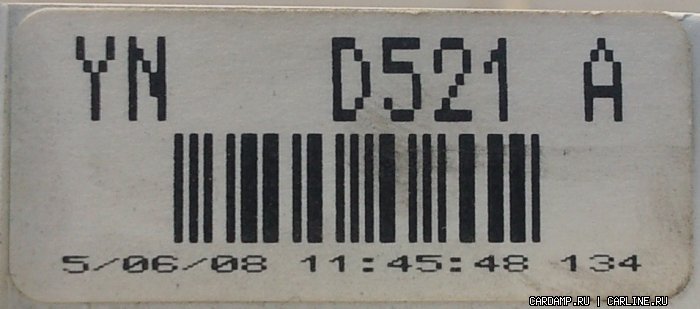 YN D521 A
5/06/08 11:45:48 134
CARDAMP.RU | CARLINE.RU